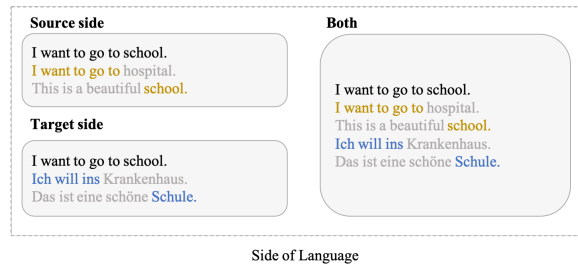 Source side
I want to go to school.
I want to go to hospital.
This is a beautiful school.
Target side
I want to go to school.
Ich will ins Krankenhaus.
Das ist eine schöne Schule.
Both
I want to go to school.
I want to go to hospital.
This is a beautiful school.
Ich will ins Krankenhaus.
Das ist eine schöne Schule.
Side of Language